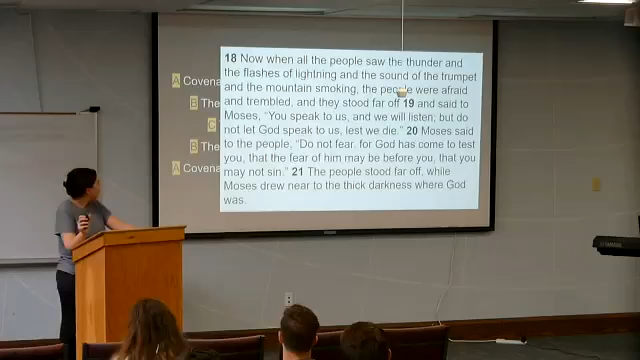 18 Now when all the people saw the thunder and
the flashes of lightning and the sound of the trumpet
and the mountain smoking, the people were afraid
and trembled, and they stood far off 19 and said to
Moses, “You speak to us, and we will listen; but do
not let God speak to us, lest we die.” 20 Moses said
to the people, “Do not fear, for God has come to test
you, that the fear of him may be before you, that you
may not sin.” 21 The people stood far off, while
Moses drew near to the thick darkness where God
was.
A Covena
B The
C
B The
A Covena
YAMAHA